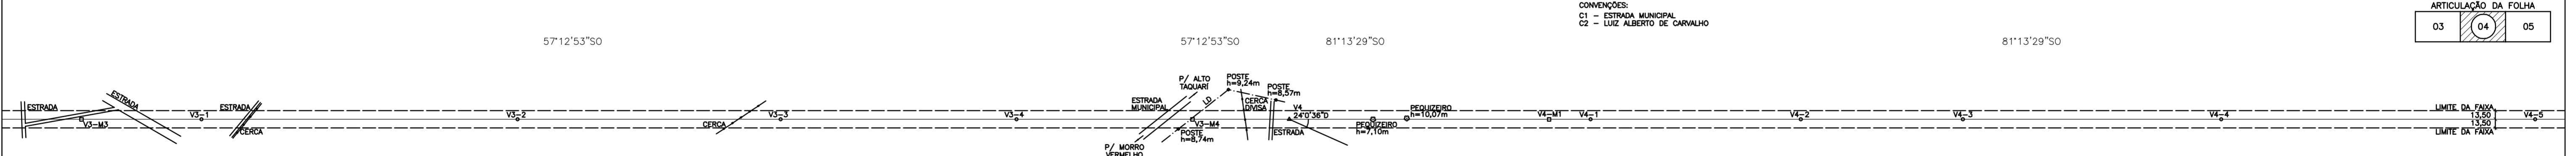 CONVENÇÕES:
C1 - ESTRADA MUNICIPAL
C2 - LUIZ ALBERTO DE CARVALHO
ARTICULAÇÃO DA FOLHA
03 04 05
57°12'53"SO
57°12'53"SO
81°13'29"SO
81°13'29"SO
ESTRADA
ESTRADA
V3-M3
V3-1
ESTRADA
CERCA
V3-2
CERCA
V3-3
V3-4
ESTRADA
MUNICIPAL
P/ ALTO
TAQUARÍ
LD
POSTE
h=9,24m
V3-M4
POSTE
h=8,74m
P/ MORRO
VERMELHO
CERCA
DIVISA
POSTE
h=8,57m
ESTRADA
V4
24°0'36"D
PEQUIZEIRO
h=7,10m
PEQUIZEIRO
h=10,07m
V4-M1
V4-1
V4-2
V4-3
V4-4
LIMITE DA FAIXA
13,50
13,50
LIMITE DA FAIXA
V4-5